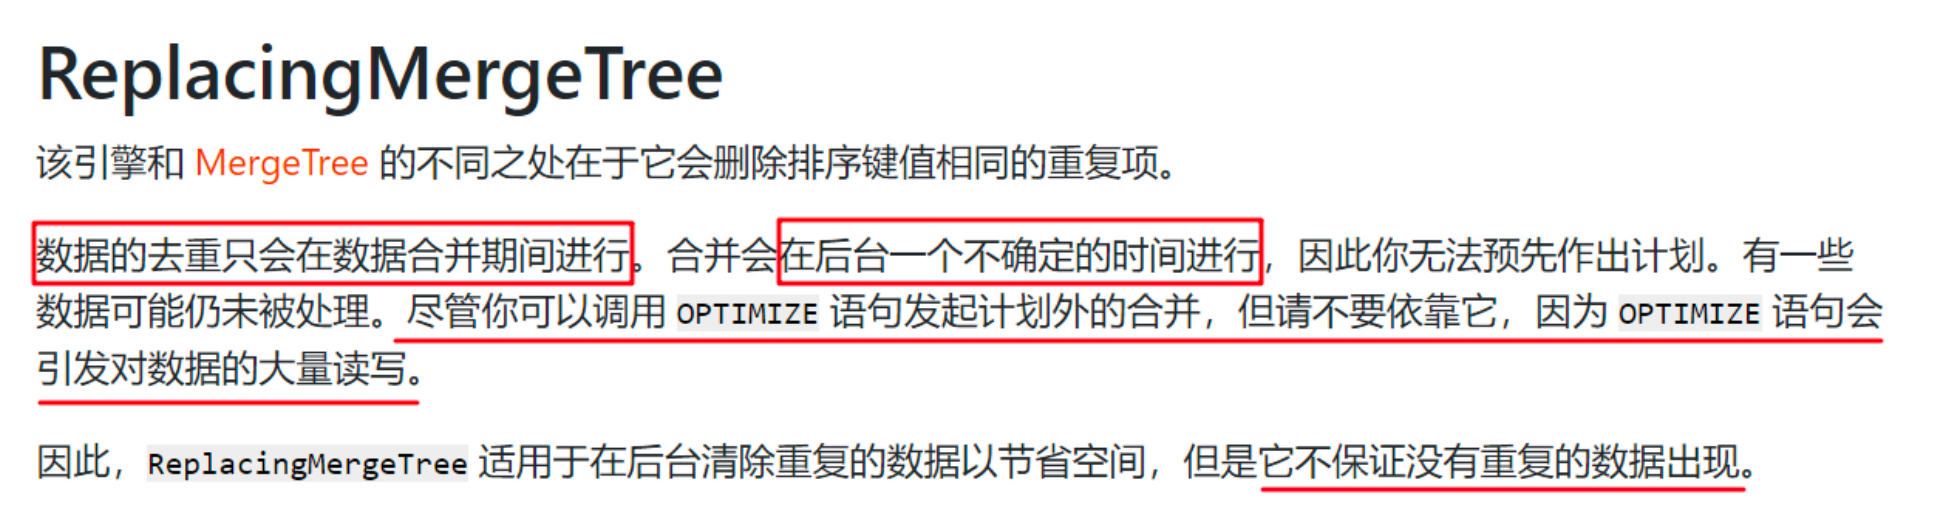 ReplacingMergeTree
该引擎和 MergeTree 的不同之处在于它会删除排序键值相同的重复项。
数据的去重只会在数据合并期间进行。合并会在后台一个不确定的时间进行，因此你无法预先作出计划。有一些
数据可能仍未被处理。尽管你可以调用 OPTIMIZE 语句发起计划外的合并，但请不要依靠它，因为 OPTIMIZE 语句会
引发对数据的大量读写。
因此，ReplacingMergeTree 适用于在后台清除重复的数据以节省空间，但是它不保证没有重复的数据出现。